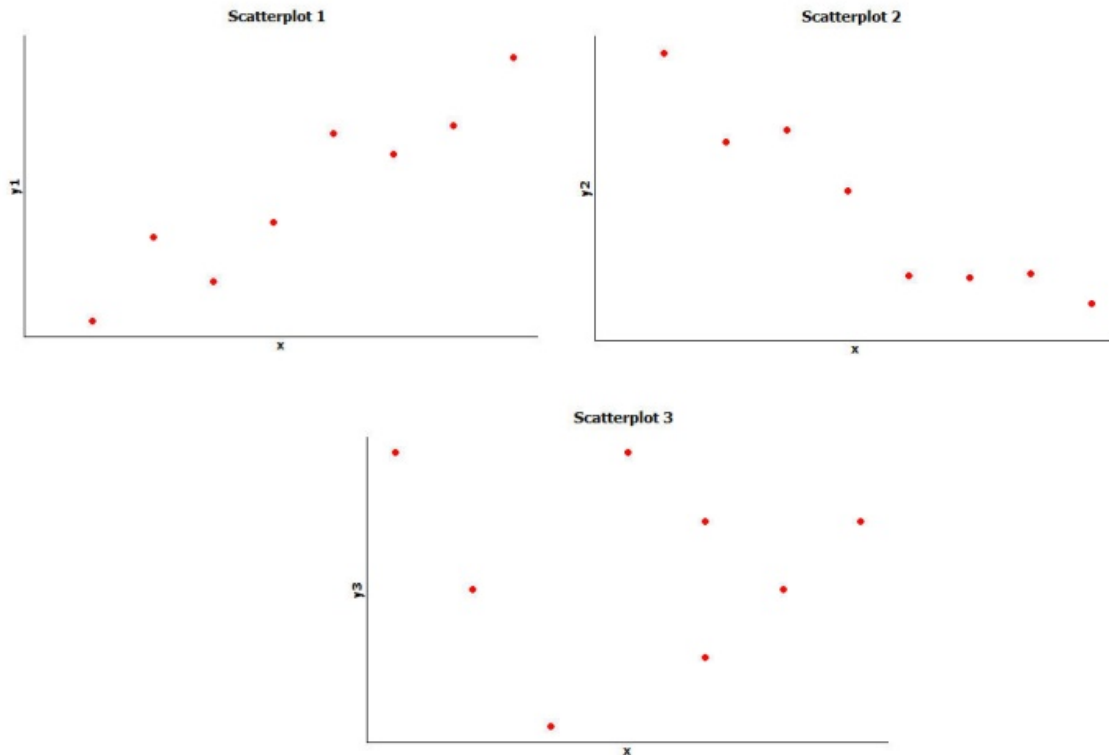 Scatterplot 1
y1
x
Scatterplot 2
y2
x
Scatterplot 3
y3
x